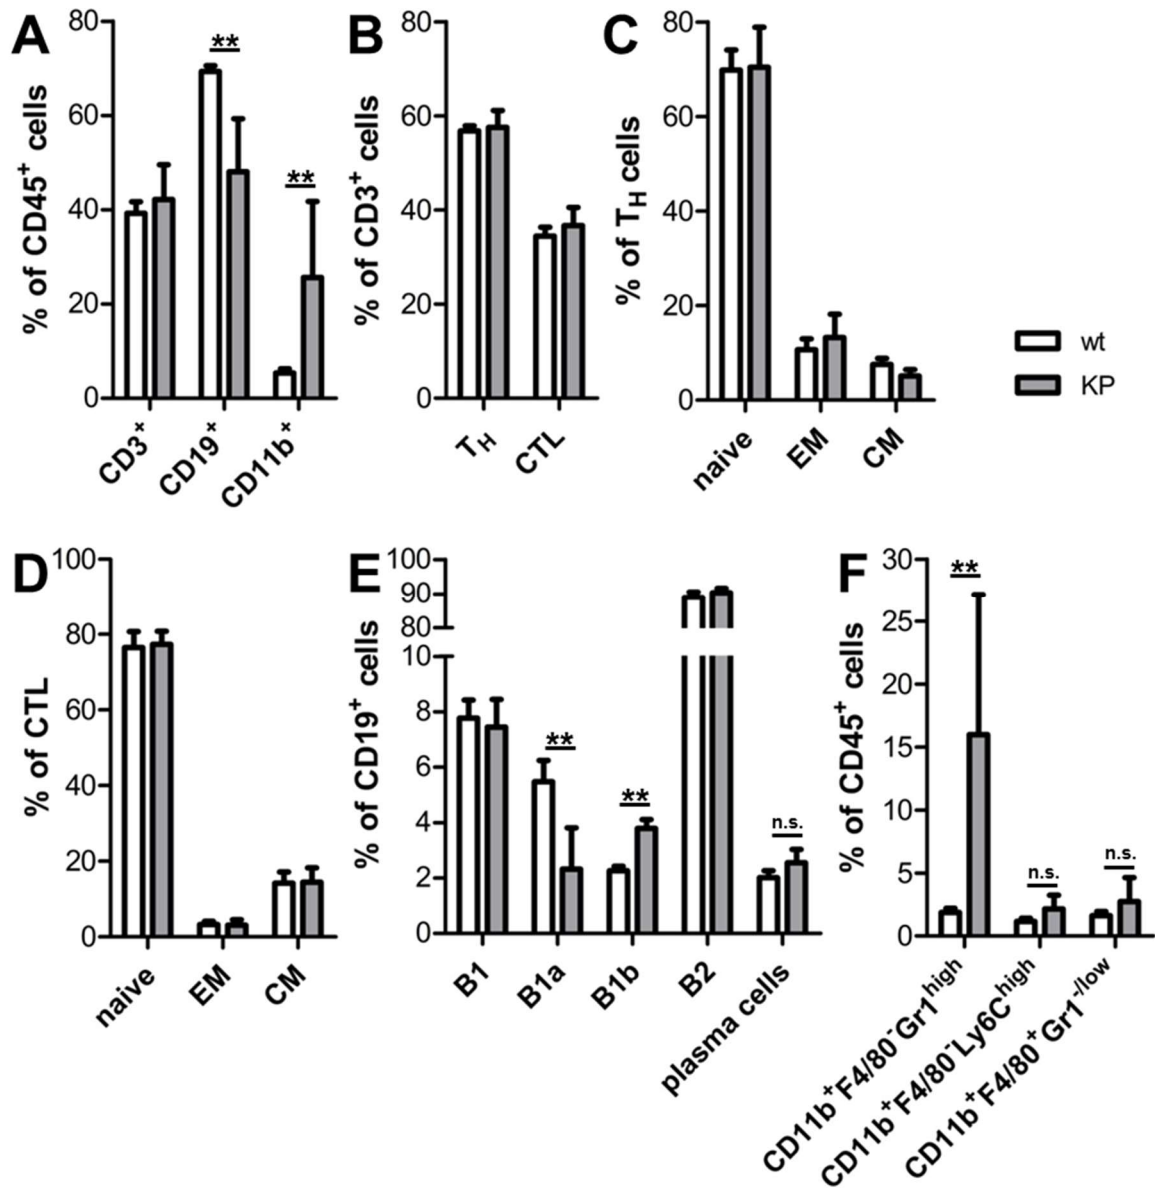 A
% of CD45⁺ cells
80
60
40
20
0
**
**
CD3⁺
CD19⁺
CD11b⁺
B
% of CD3⁺ cells
80
60
40
20
0
T_H
CTL
C
% of T_H cells
80
60
40
20
0
naive
EM
CM
wt
KP
D
% of CTL
100
80
60
40
20
0
naive
EM
CM
E
% of CD19⁺ cells
100
90
80
10
8
6
4
2
0
**
**
n.s.
B1
B1a
B1b
B2
plasma cells
F
% of CD45⁺ cells
30
25
20
15
10
5
0
**
n.s.
n.s.
CD11b⁺F4/80⁻Gr1ʰⁱᵍʰ
CD11b⁺F4/80⁻Ly6Cʰⁱᵍʰ
CD11b⁺F4/80⁺Gr1⁻/ˡᵒʷ